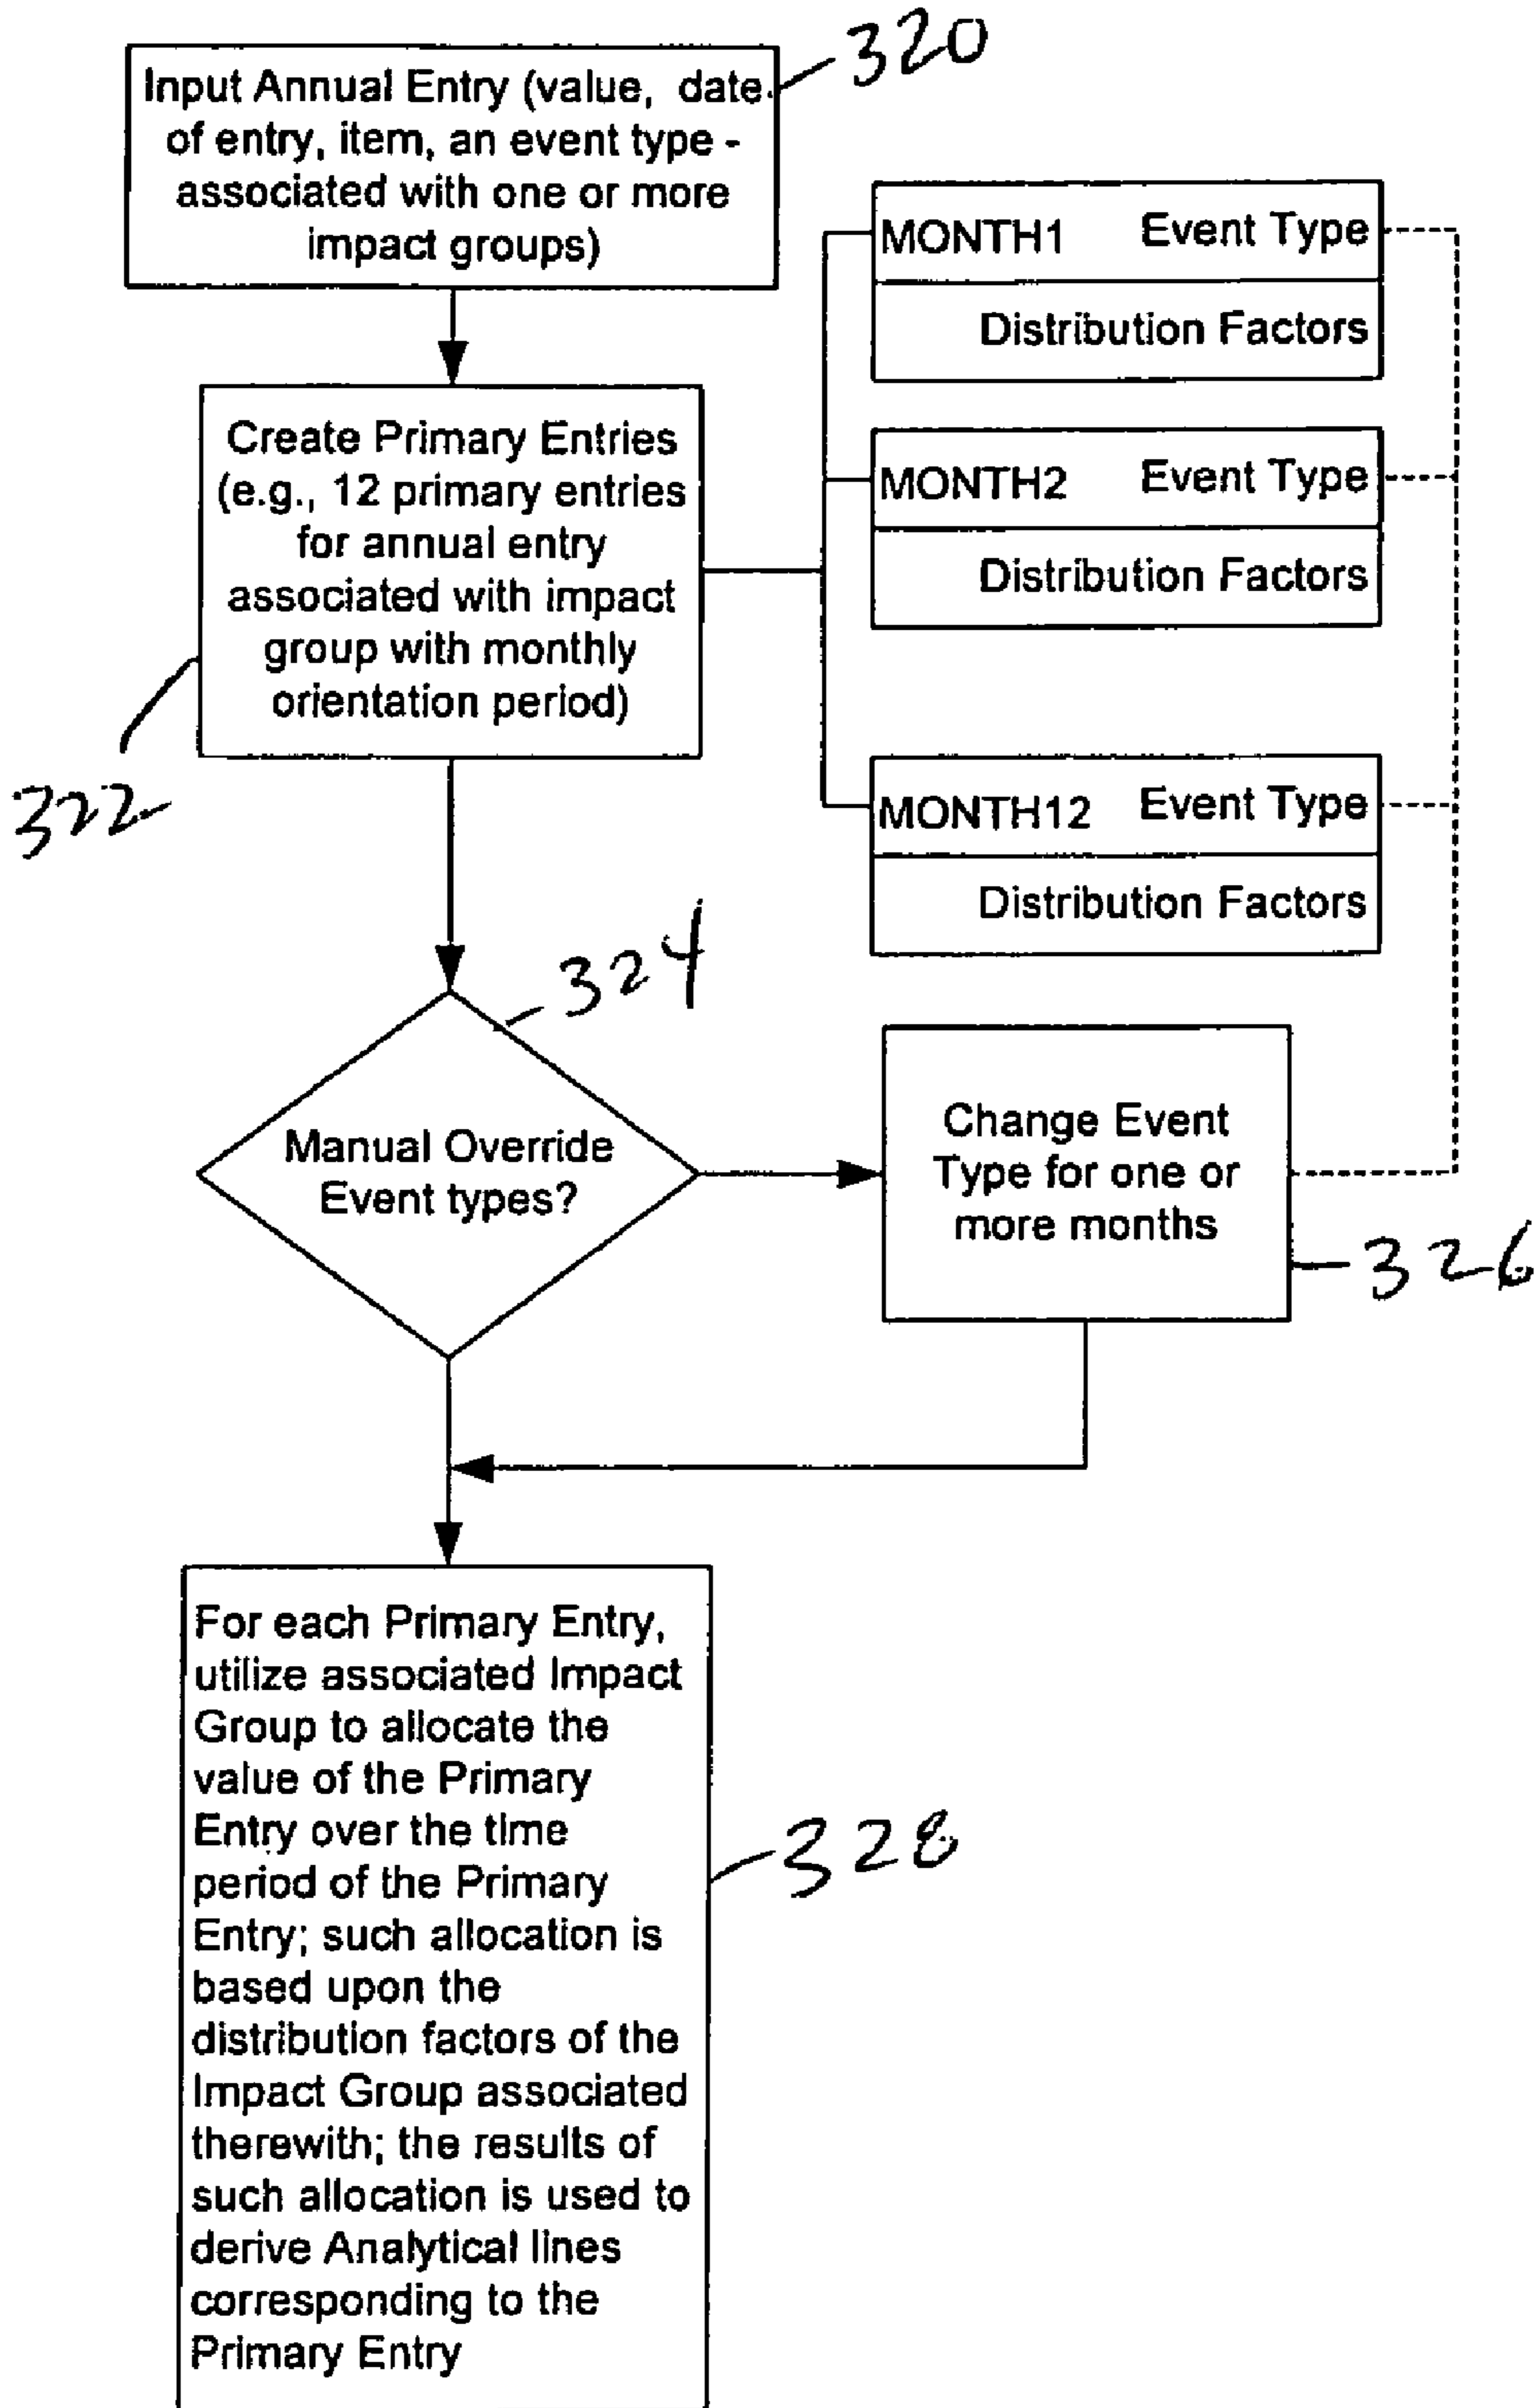 320
Input Annual Entry (value, date
of entry, item, an event type -
associated with one or more
impact groups)
MONTH1 Event Type
Distribution Factors
Create Primary Entries
(e.g., 12 primary entries
for annual entry
associated with impact
group with monthly
orientation period)
322
MONTH2 Event Type
Distribution Factors
MONTH12 Event Type
Distribution Factors
324
Manual Override
Event types?
Change Event
Type for one or
more months
326
For each Primary Entry,
utilize associated Impact
Group to allocate the
value of the Primary
Entry over the time
period of the Primary
Entry; such allocation is
based upon the
distribution factors of the
Impact Group associated
therewith; the results of
such allocation is used to
derive Analytical lines
corresponding to the
Primary Entry
328